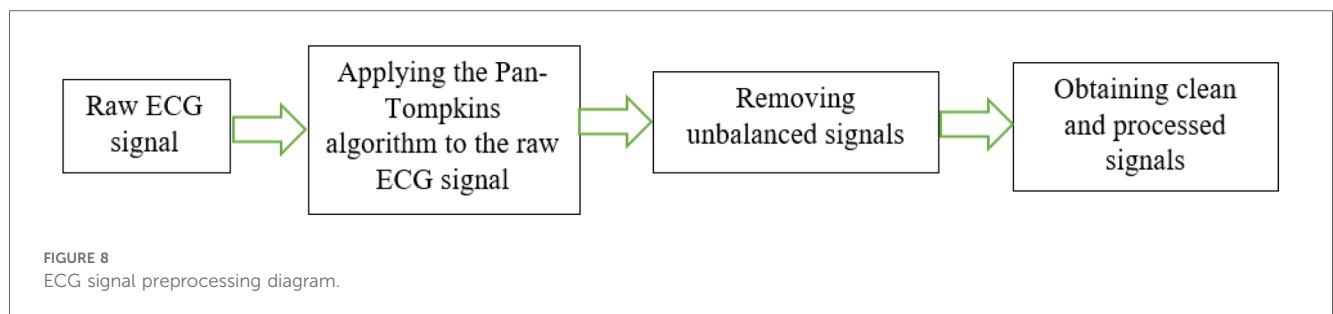 Raw ECG
signal
Applying the Pan-
Tompkins
algorithm to the raw
ECG signal
Removing
unbalanced signals
Obtaining clean
and processed
signals
FIGURE 8
ECG signal preprocessing diagram.